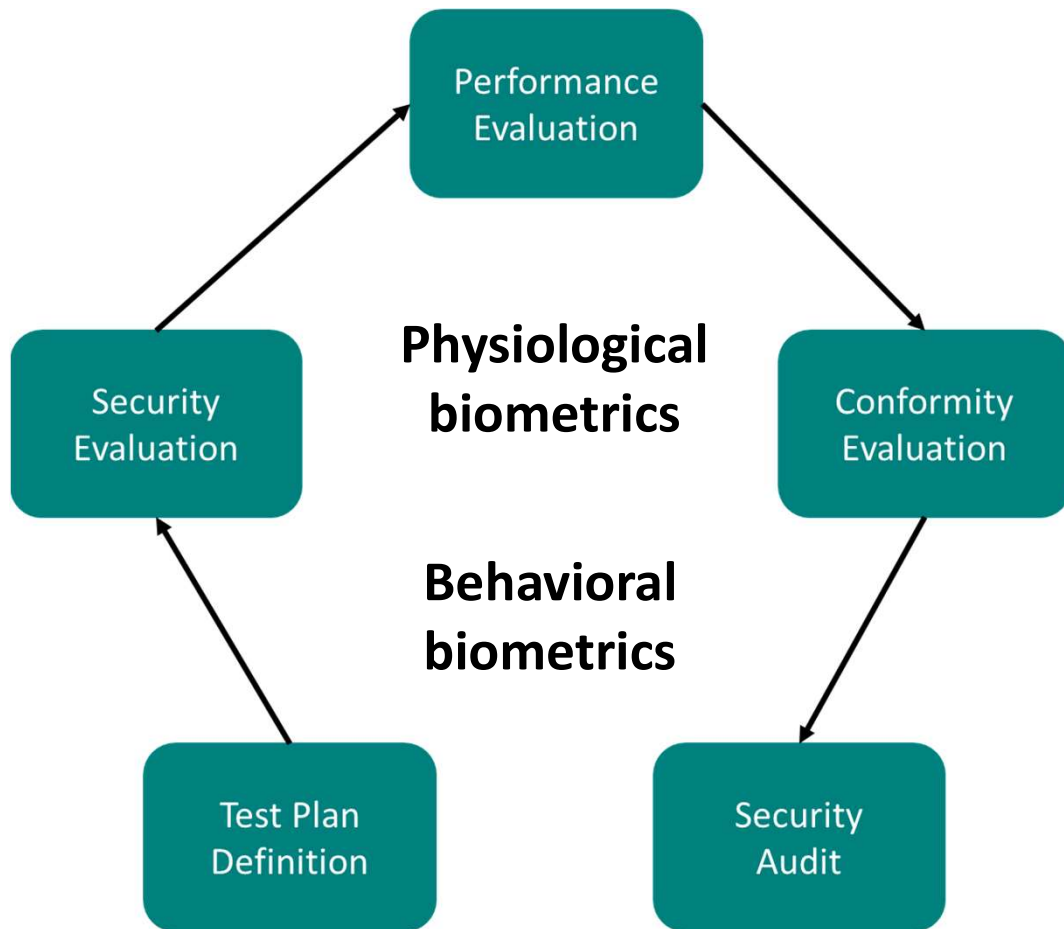 Performance
Evaluation
Security
Evaluation
Physiological
biometrics
Conformity
Evaluation
Behavioral
biometrics
Test Plan
Definition
Security
Audit